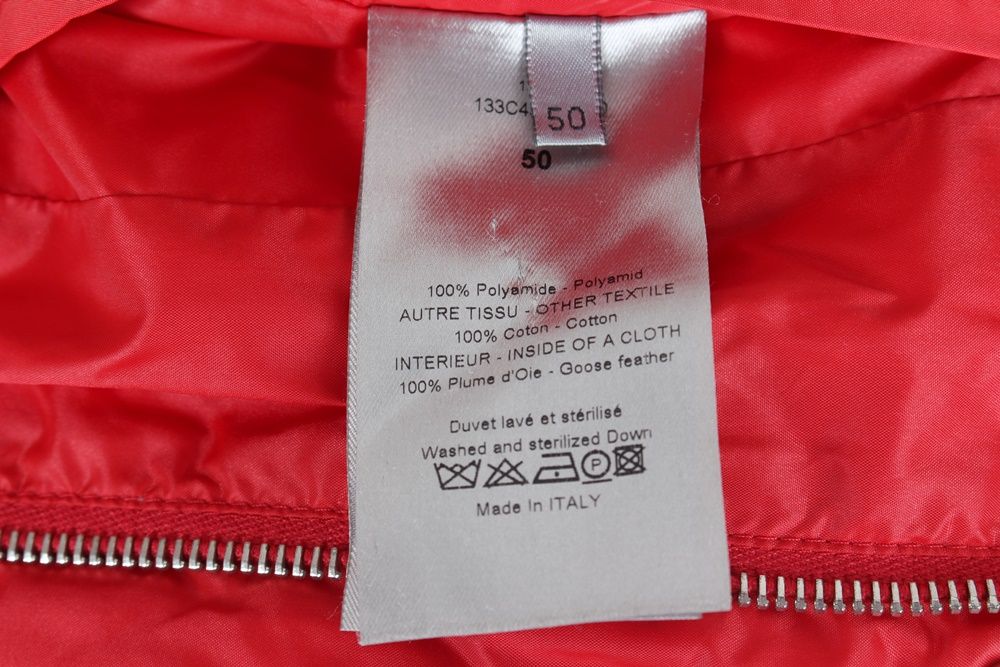 133C4
50
50
100% Polyamide - Polyamid
AUTRE TISSU - OTHER TEXTILE
100% Coton - Cotton
INTERIEUR - INSIDE OF A CLOTH
100% Plume d'Oie - Goose feather
Duvet lavé et stérilisé
Washed and sterilized Down
P
Made In ITALY